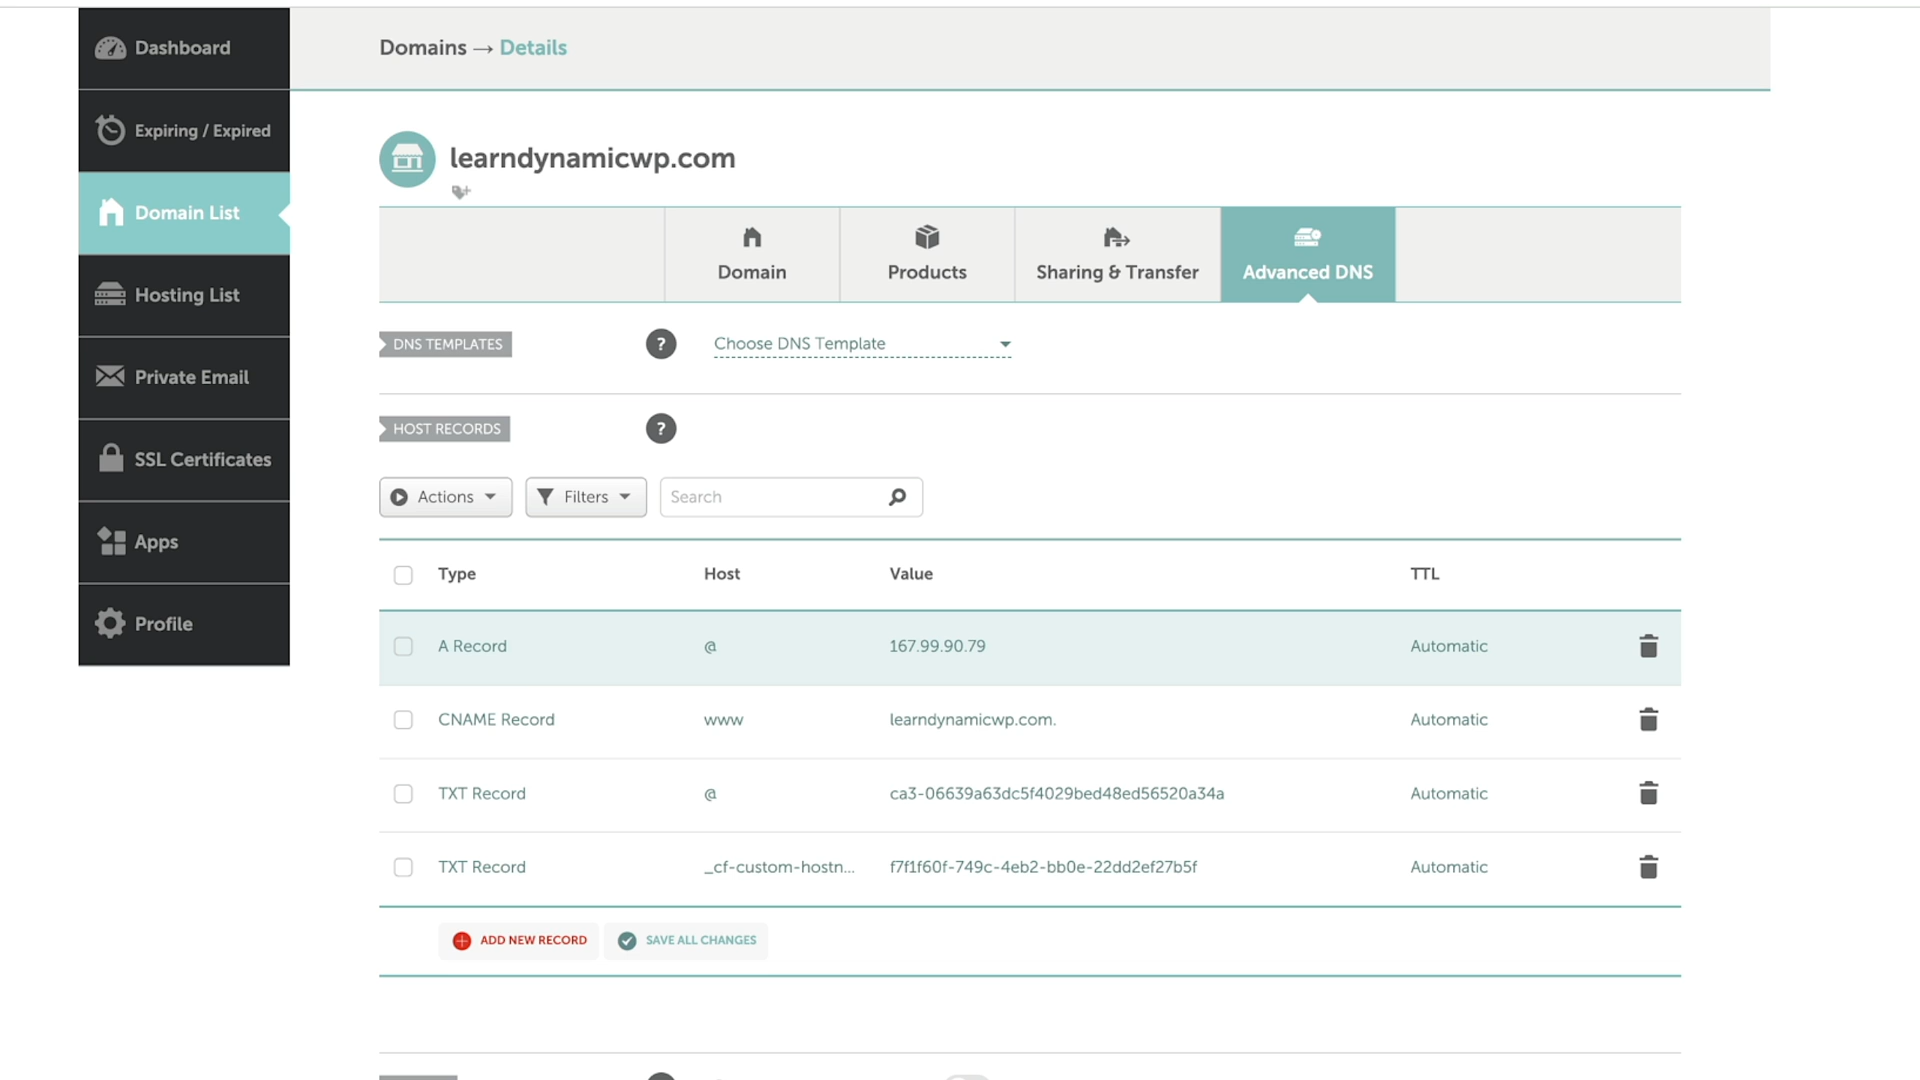 Dashboard
Expiring / Expired
Domain List
Hosting List
Private Email
SSL Certificates
Apps
Profile
Domains → Details
learndynamicwp.com
Domain
Products
Sharing & Transfer
Advanced DNS
DNS TEMPLATES
?
Choose DNS Template
HOST RECORDS
?
Actions
Filters
Search
Type Host Value TTL
A Record @ 167.99.90.79 Automatic
CNAME Record www learndynamicwp.com. Automatic
TXT Record @ ca3-06639a63dc5f4029bed48ed56520a34a Automatic
TXT Record _cf-custom-hostn... f7f1f60f-749c-4eb2-bb0e-22dd2ef27b5f Automatic
ADD NEW RECORD
SAVE ALL CHANGES